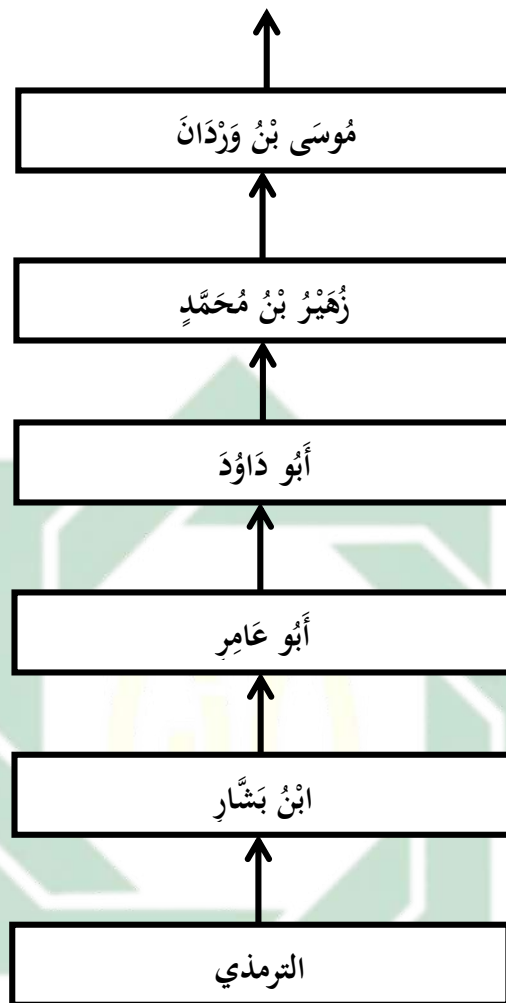 مُوسَى بْنُ وَرْدَانَ
زُهَيْرُ بْنُ مُحَمَّدٍ
أَبُو دَاوُدَ
أَبُو عَامِرٍ
ابْنُ بَشَّارٍ
الترمذي